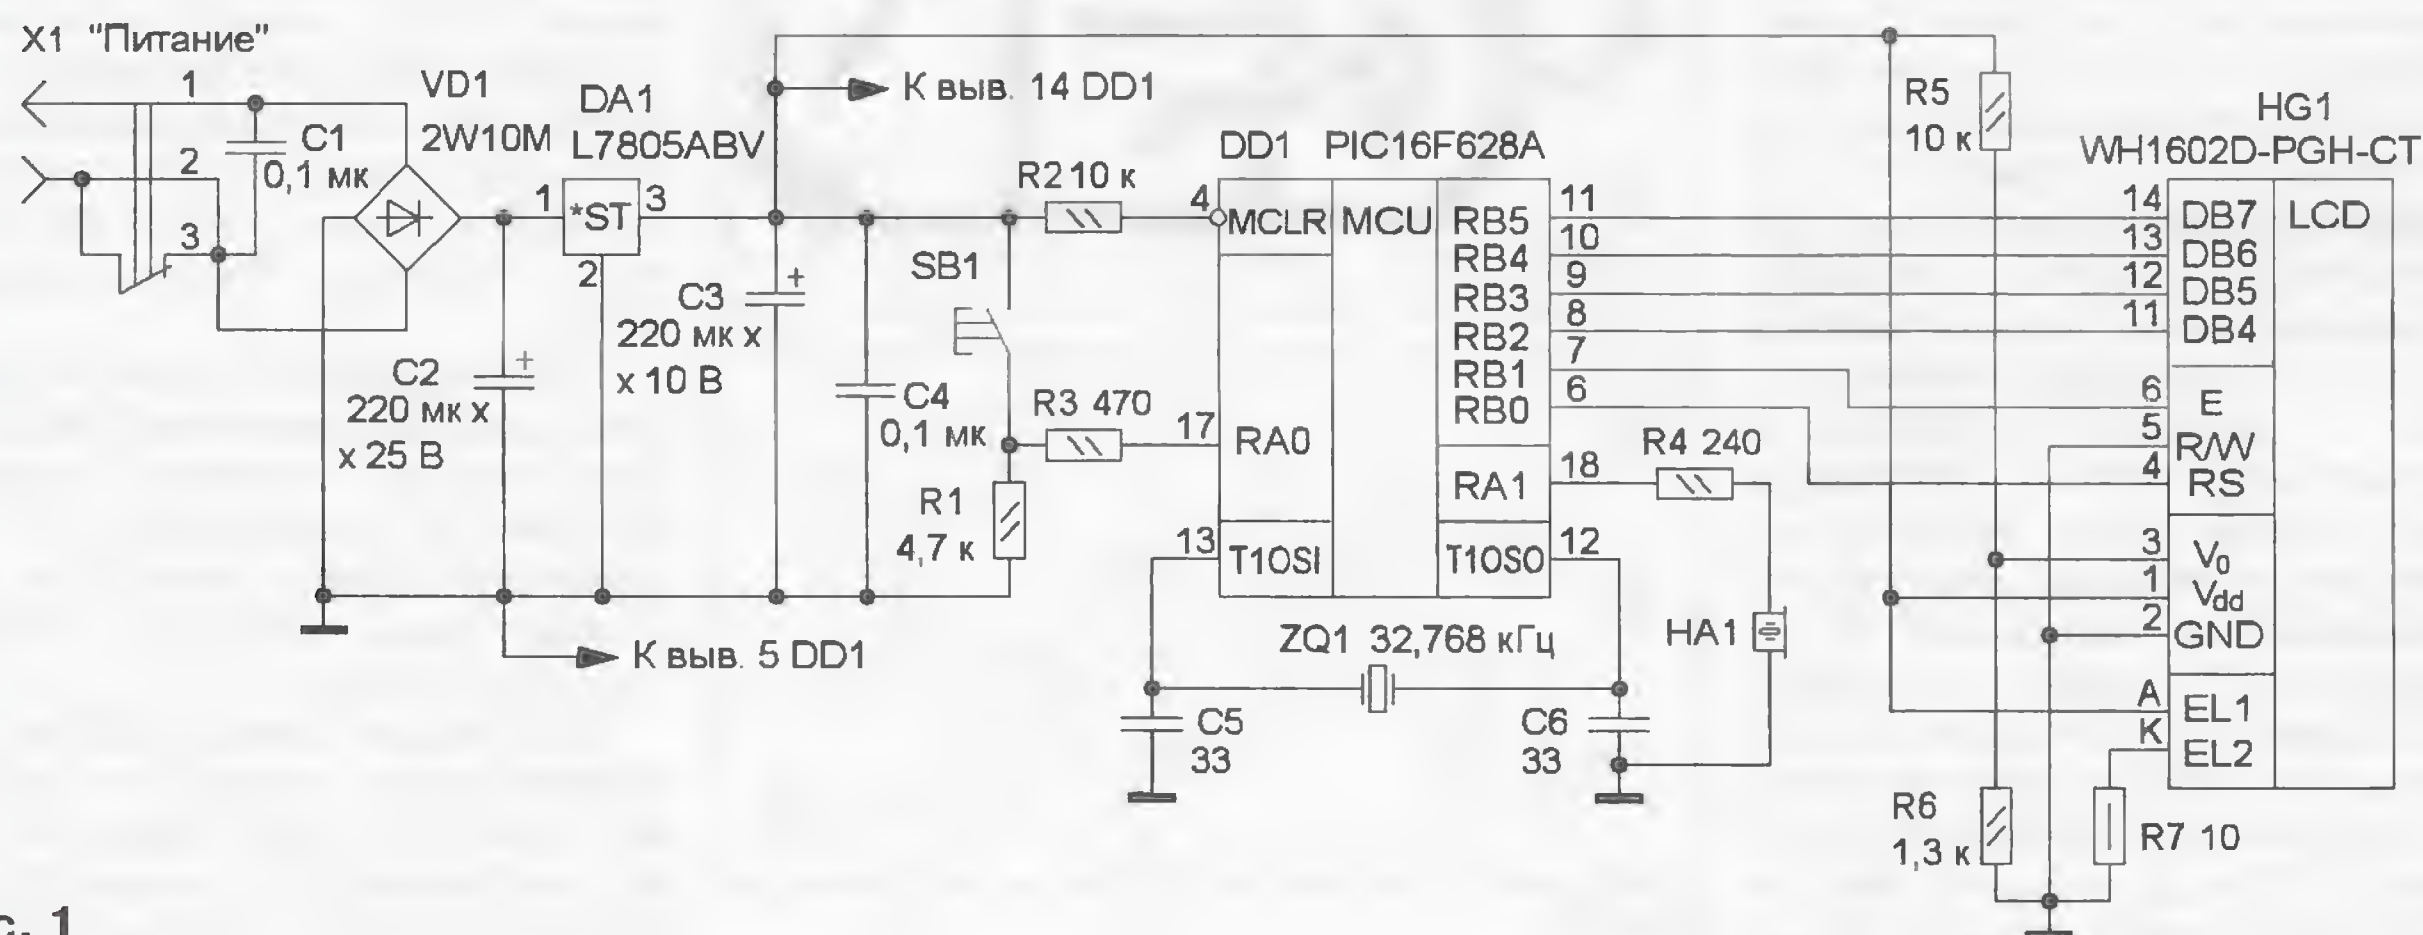 X1 "Питание"
1
2
3
C1
0,1 мк
VD1
2W10M
DA1
L7805ABV
1
*ST
3
2
К выв. 14 DD1
C2
220 мк х
х 25 В
+
C3
220 мк х
х 10 В
+
C4
0,1 мк
SB1
R2 10 к
R3 470
R1
4,7 к
К выв. 5 DD1
DD1 PIC16F628A
4
MCLR
MCU
17
RA0
13
T1OSI
RB5
11
RB4
10
RB3
9
RB2
8
RB1
7
RB0
6
RA1
18
T1OSO
12
R4 240
ZQ1 32,768 кГц
HA1
C5
33
C6
33
R5
10 к
R6
1,3 к
R7 10
HG1
WH1602D-PGH-CT
LCD
14
DB7
13
DB6
12
DB5
11
DB4
6
E
5
R/W
4
RS
3
V0
1
Vdd
2
GND
A
EL1
K
EL2
с. 1